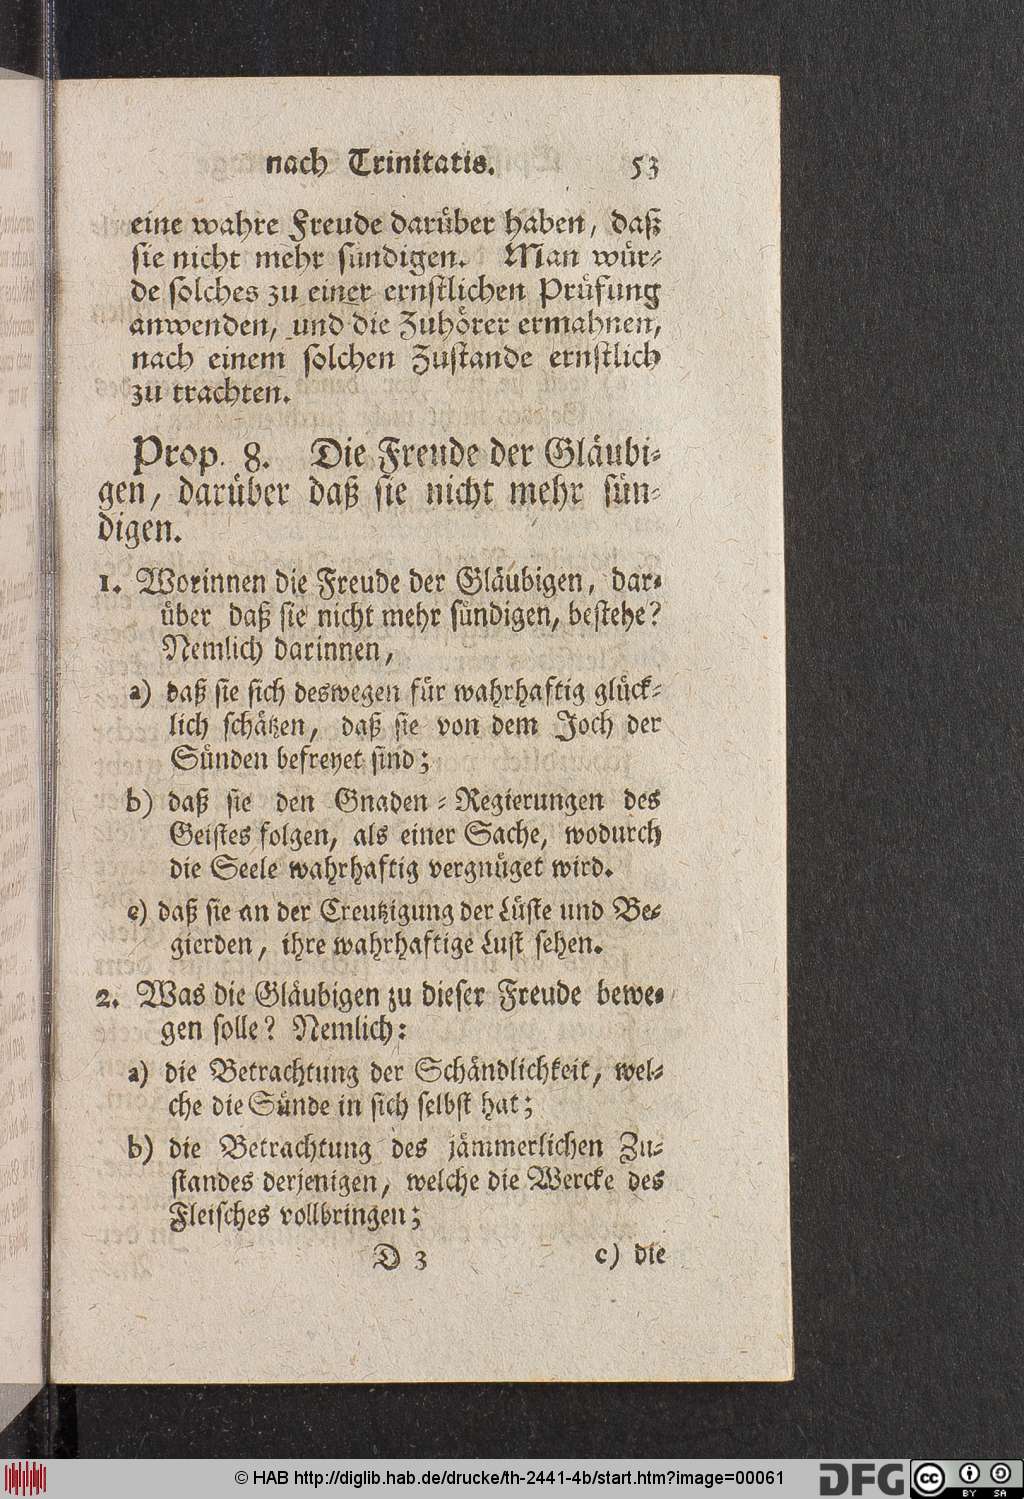 nach Trinitatis. 53
eine wahre Freude darüber haben, daß
sie nicht mehr sündigen. Man wür-
de solches zu einer ernstlichen Prüfung
anwenden, und die Zuhörer ermahnen,
nach einem solchen Zustande ernstlich
zu trachten.
Prop. 8. Die Freude der Gläubi-
gen, darüber daß sie nicht mehr sün-
digen.
1. Worinnen die Freude der Gläubigen, dar-
über daß sie nicht mehr sündigen, bestehe?
Nemlich darinnen,
a) daß sie sich deswegen für wahrhaftig glück-
lich schätzen, daß sie von dem Joch der
Sünden befreyet sind;
b) daß sie den Gnaden-Regierungen des
Geistes folgen, als einer Sache, wodurch
die Seele wahrhaftig vergnüget wird.
c) daß sie an der Creutzigung der Lüste und Be-
gierden, ihre wahrhaftige Lust sehen.
2. Was die Gläubigen zu dieser Freude bewe-
gen solle? Nemlich:
a) die Betrachtung der Schändlichkeit, wel-
che die Sünde in sich selbst hat;
b) die Betrachtung des jämmerlichen Zu-
standes derjenigen, welche die Wercke des
Fleisches vollbringen;
D 3 c) die
© HAB http://diglib.hab.de/drucke/th-2441-4b/start.htm?image=00061
DFG cc BY SA